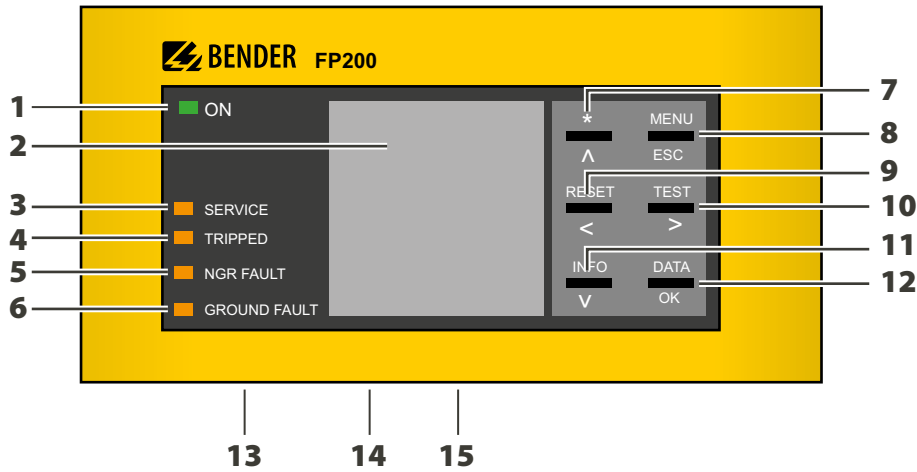 BENDER FP200
1 ON
2
3 SERVICE
4 TRIPPED
5 NGR FAULT
6 GROUND FAULT
* MENU
^ ESC
RESET TEST
< >
INFO DATA
v OK
7
8
9
10
11
12
13 14 15